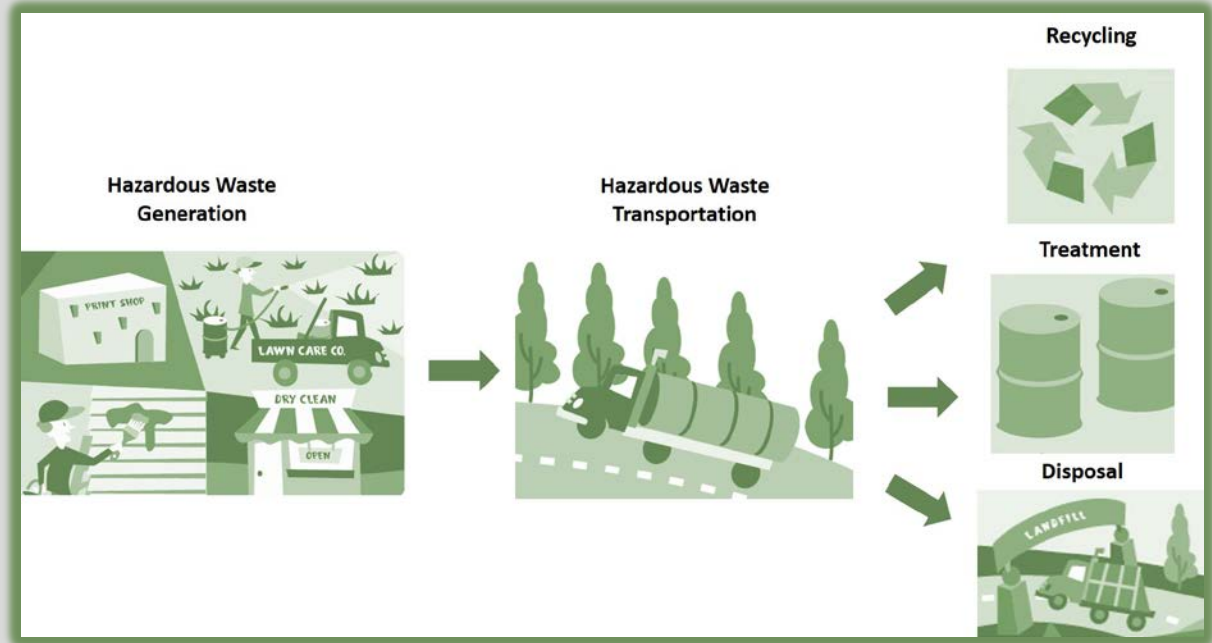 Recycling
Hazardous Waste
Generation
Hazardous Waste
Transportation
PRINT SHOP
LAWN CARE CO.
DRY CLEAN
OPEN
Treatment
Disposal
LANDFILL